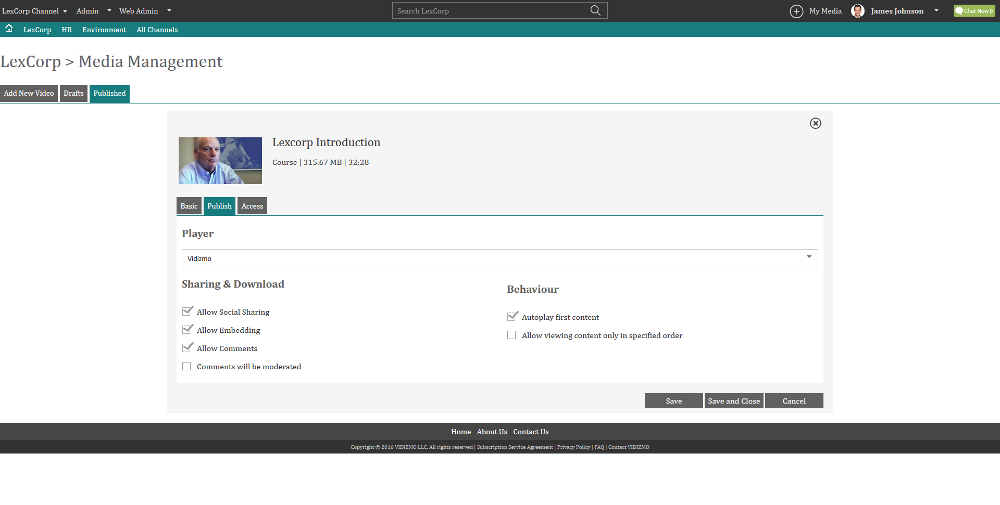 LexCorp Channel Admin Web Admin Search LexCorp My Media James Johnson Chat Now
LexCorp HR Environment All Channels
LexCorp > Media Management
Add New Video Drafts Published
Lexcorp Introduction
Course | 315.67 MB | 32:28
Basic Publish Access
Player
Vidizmo
Sharing & Download
Allow Social Sharing
Allow Embedding
Allow Comments
Comments will be moderated
Behaviour
Autoplay first content
Allow viewing content only in specified order
Save Save and Close Cancel
Home About Us Contact Us
Copyright © 2016 VIDIZMO LLC. All rights reserved | Subscription Service Agreement | Privacy Policy | FAQ | Contact VIDIZMO